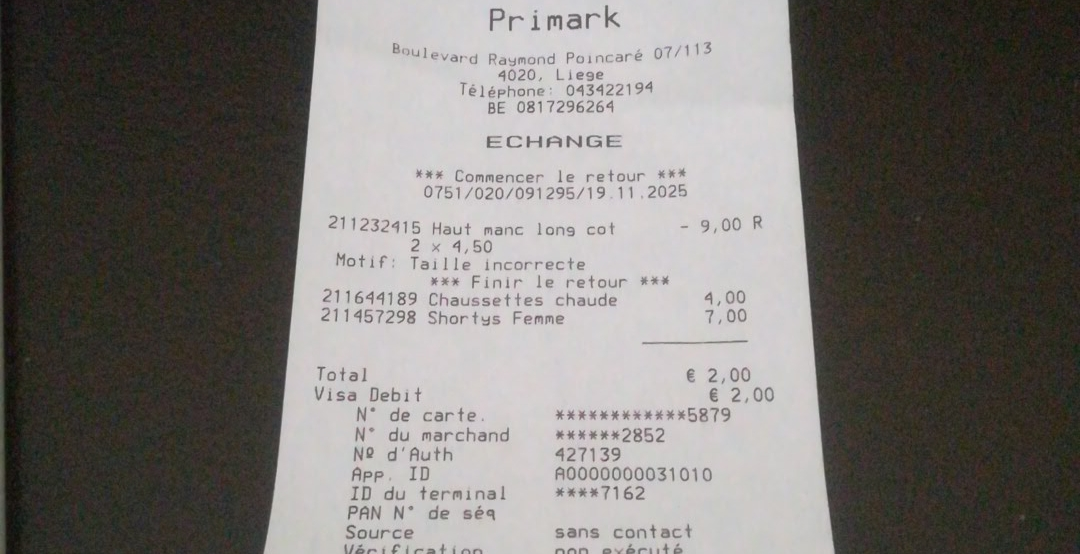 Primark
Boulevard Raymond Poincaré 07/113
4020, Liege
Téléphone: 043422194
BE 0817296264
ECHANGE
*** Commencer le retour ***
0751/020/091295/19.11.2025
211232415 Haut manc long cot - 9,00 R
2 x 4,50
Motif: Taille incorrecte
*** Finir le retour ***
211644189 Chaussettes chaude 4,00
211457298 Shortys Femme 7,00
Total € 2,00
Visa Debit € 2,00
N° de carte. ************5879
N° du marchand ******2852
Nº d'Auth 427139
App. ID A0000000031010
ID du terminal ****7162
PAN N° de séq
Source sans contact
Vérification non exécuté